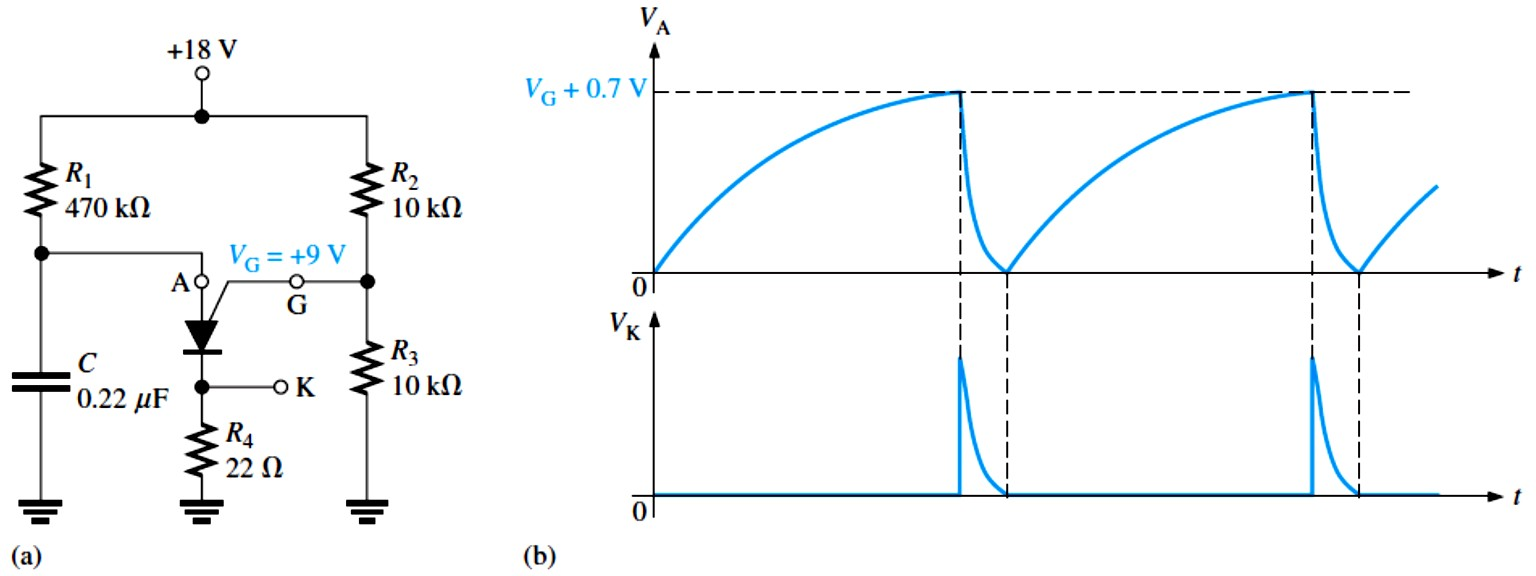 +18 V
R1
470 kΩ
R2
10 kΩ
VG = +9 V
A
G
C
0.22 μF
K
R3
10 kΩ
R4
22 Ω
(a)
VA
VG + 0.7 V
0
t
VK
0
t
(b)